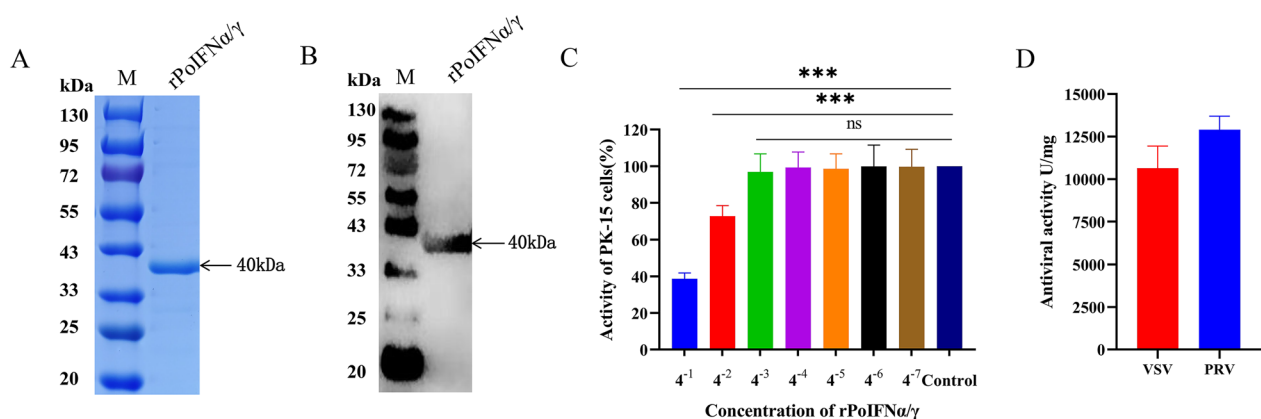 A
kDa
M
rPoIFNα/γ
130
95
72
55
43
33
25
20
40kDa
B
kDa
M
rPoIFNα/γ
130
95
72
55
43
33
25
20
40kDa
C
***
***
ns
Activity of PK-15 cells(%)
120
100
80
60
40
20
0
4⁻¹ 4⁻² 4⁻³ 4⁻⁴ 4⁻⁵ 4⁻⁶ 4⁻⁷ Control
Concentration of rPoIFNα/γ
D
Antiviral activity U/mg
15000
12500
10000
7500
5000
2500
0
VSV PRV